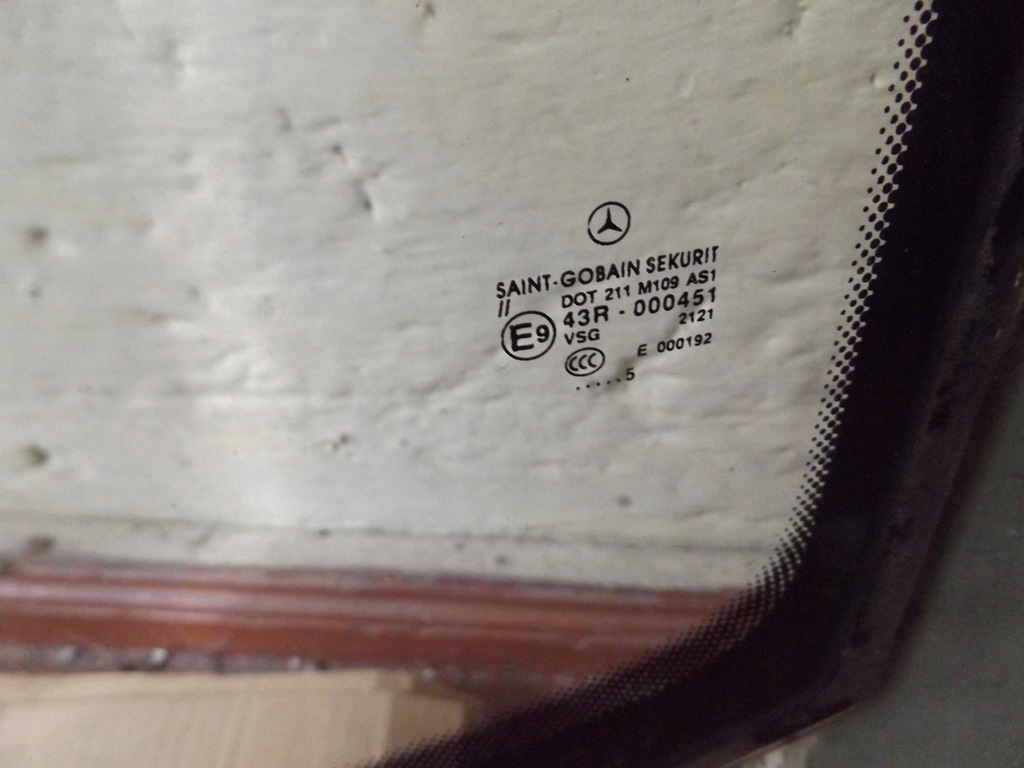 SAINT-GOBAIN SEKURIT
// DOT 211 M109 AS1
E9 43R - 000451
VSG 2121
CCC E 000192
.....5